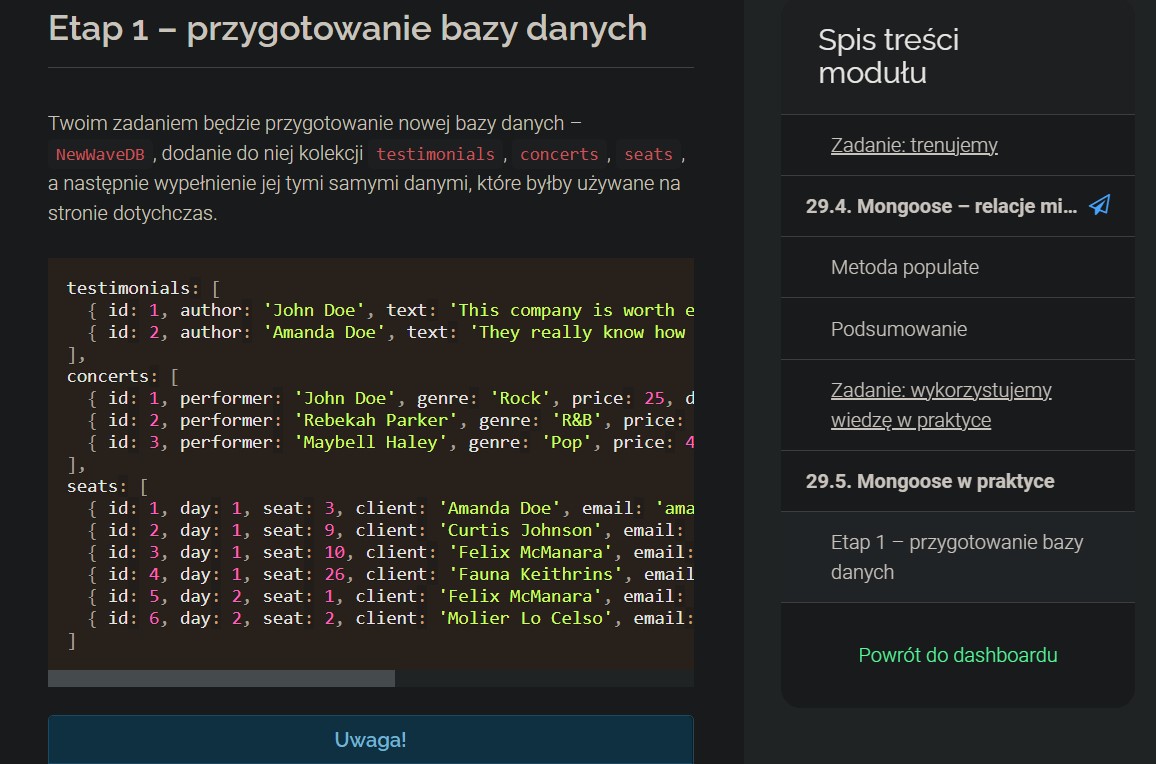 Etap 1 – przygotowanie bazy danych
Twoim zadaniem będzie przygotowanie nowej bazy danych –
NewWaveDB , dodanie do niej kolekcji testimonials , concerts , seats ,
a następnie wypełnienie jej tymi samymi danymi, które byłby używane na
stronie dotychczas.
testimonials: [
{ id: 1, author: 'John Doe', text: 'This company is worth e
{ id: 2, author: 'Amanda Doe', text: 'They really know how
],
concerts: [
{ id: 1, performer: 'John Doe', genre: 'Rock', price: 25, d
{ id: 2, performer: 'Rebekah Parker', genre: 'R&B', price:
{ id: 3, performer: 'Maybell Haley', genre: 'Pop', price: 4
],
seats: [
{ id: 1, day: 1, seat: 3, client: 'Amanda Doe', email: 'ama
{ id: 2, day: 1, seat: 9, client: 'Curtis Johnson', email:
{ id: 3, day: 1, seat: 10, client: 'Felix McManara', email:
{ id: 4, day: 1, seat: 26, client: 'Fauna Keithrins', email
{ id: 5, day: 2, seat: 1, client: 'Felix McManara', email:
{ id: 6, day: 2, seat: 2, client: 'Molier Lo Celso', email:
]
Uwaga!
Spis treści
modułu
Zadanie: trenujemy
29.4. Mongoose – relacje mi...
Metoda populate
Podsumowanie
Zadanie: wykorzystujemy
wiedzę w praktyce
29.5. Mongoose w praktyce
Etap 1 – przygotowanie bazy
danych
Powrót do dashboardu